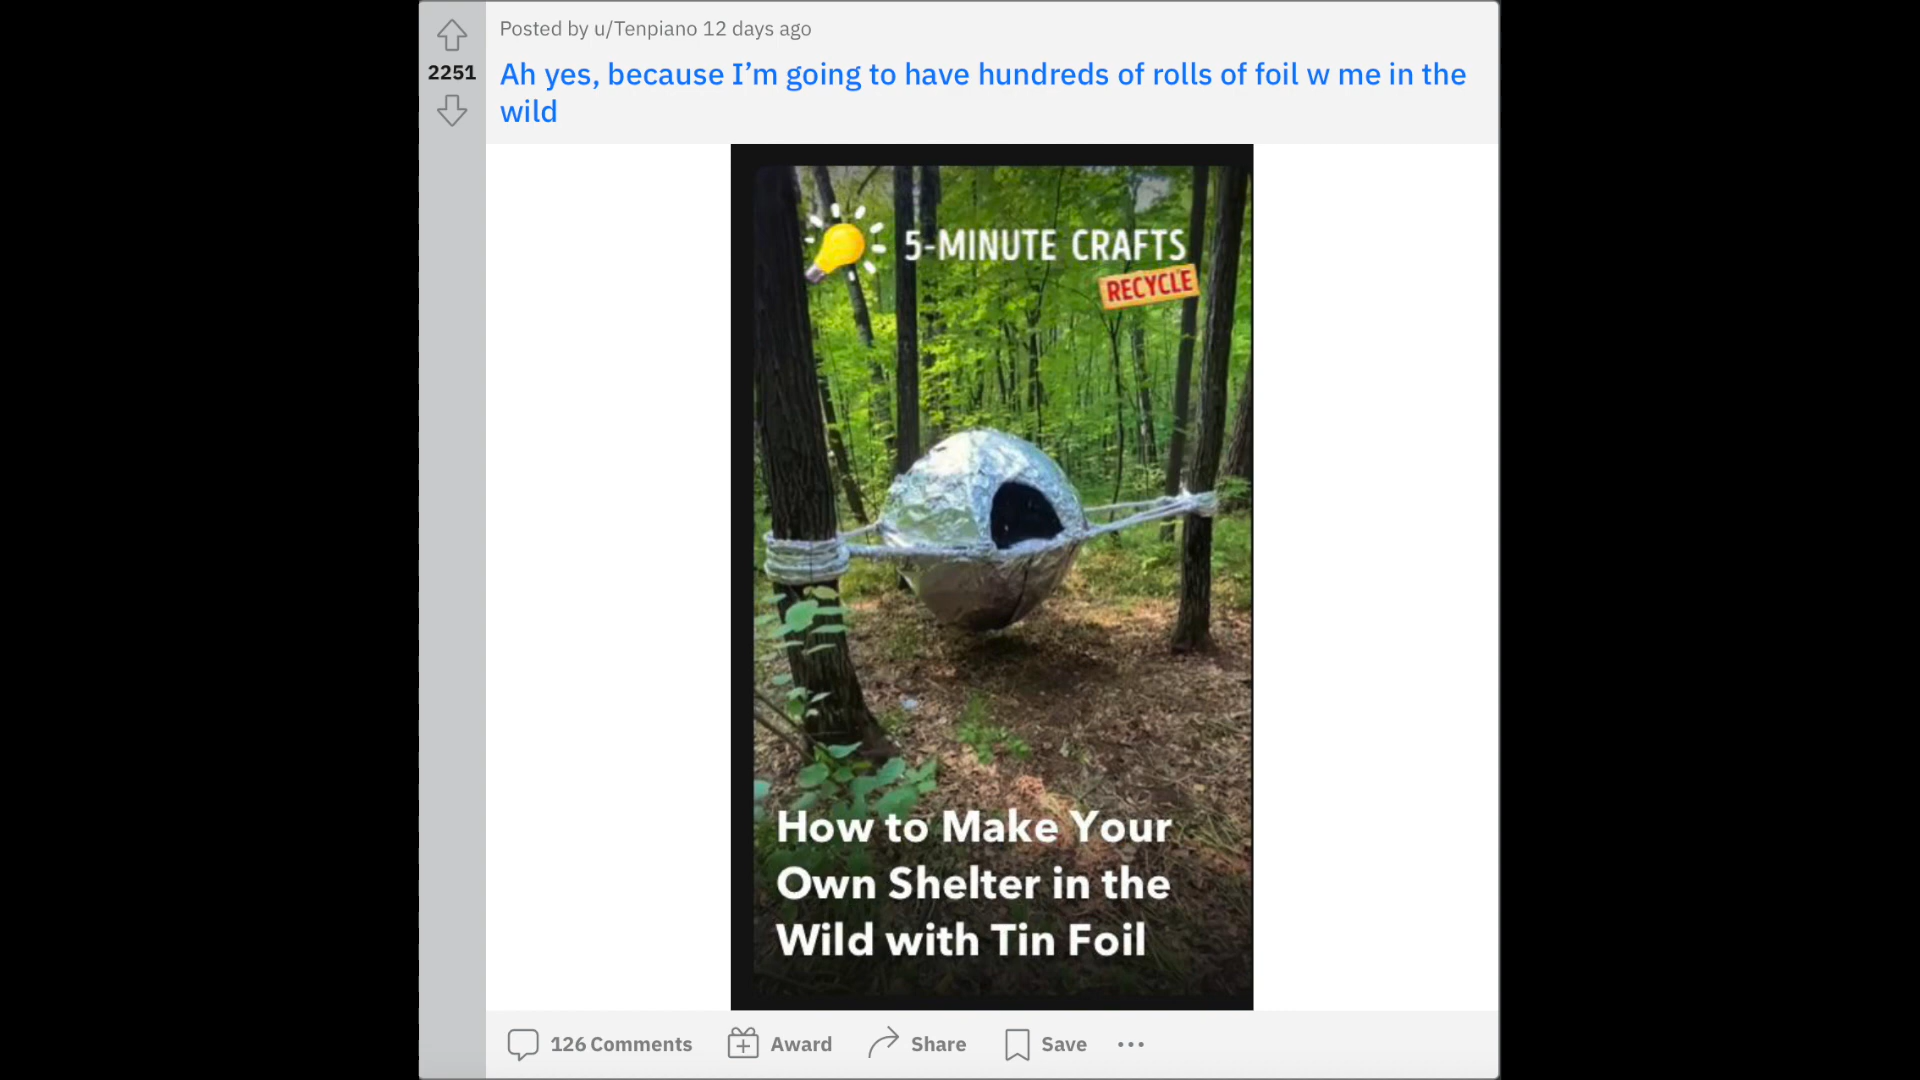 Posted by u/Tenpiano 12 days ago
2251
Ah yes, because I’m going to have hundreds of rolls of foil w me in the
wild
5-MINUTE CRAFTS
RECYCLE
How to Make Your
Own Shelter in the
Wild with Tin Foil
126 Comments
Award
Share
Save